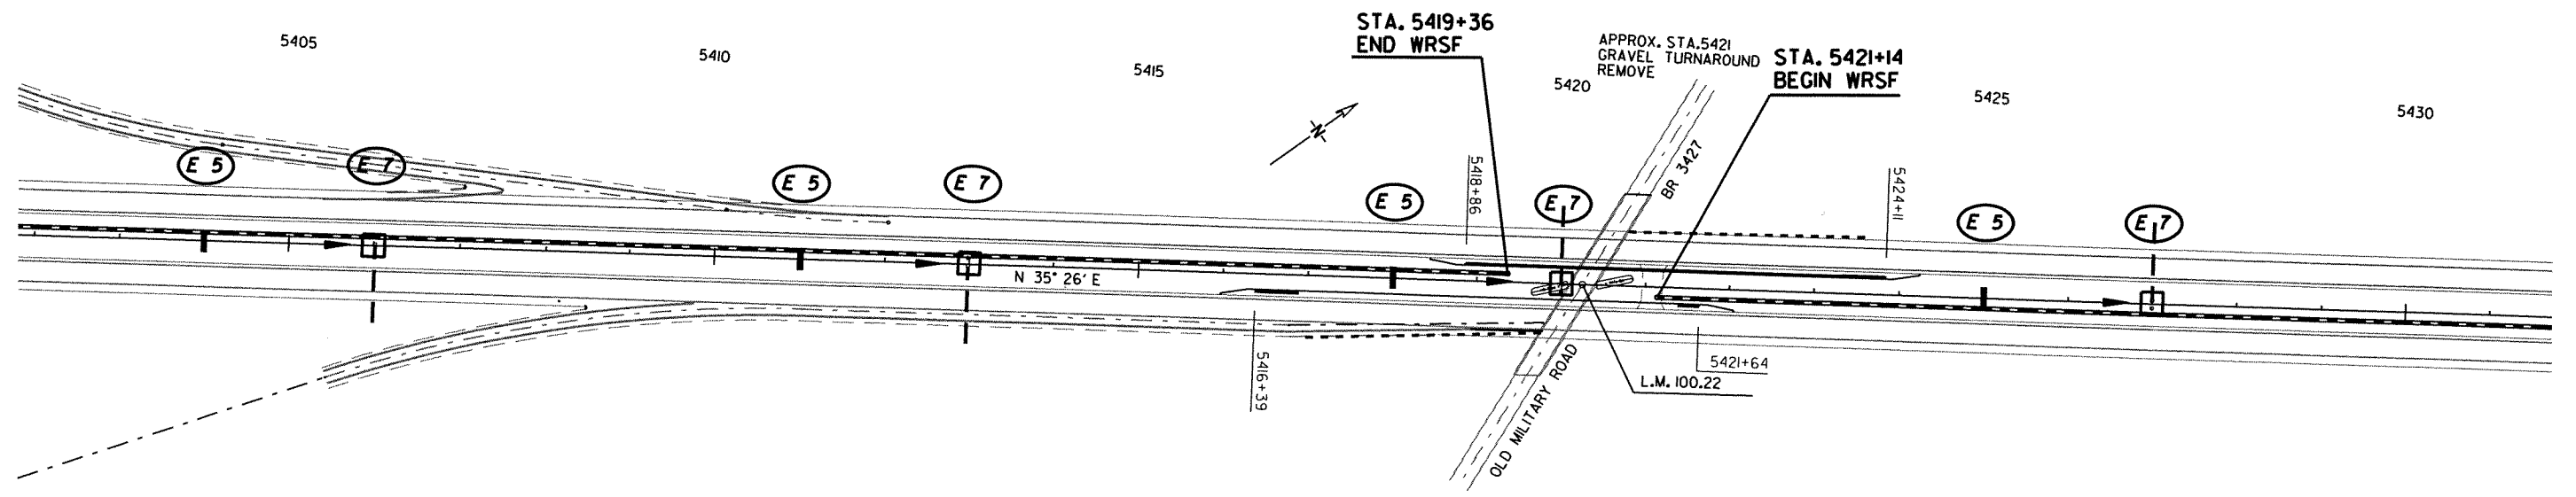 STA. 5419+36
END WRSF
APPROX. STA.5421
GRAVEL TURNAROUND
REMOVE
STA. 5421+14
BEGIN WRSF
5405
5410
5415
5420
5425
5430
N
E 5
E 7
E 5
E 7
E 5
5418+86
E 7
BR 3427
5424+11
E 5
E 7
N 35° 26' E
5416+39
OLD MILITARY ROAD
5421+64
L.M. 100.22